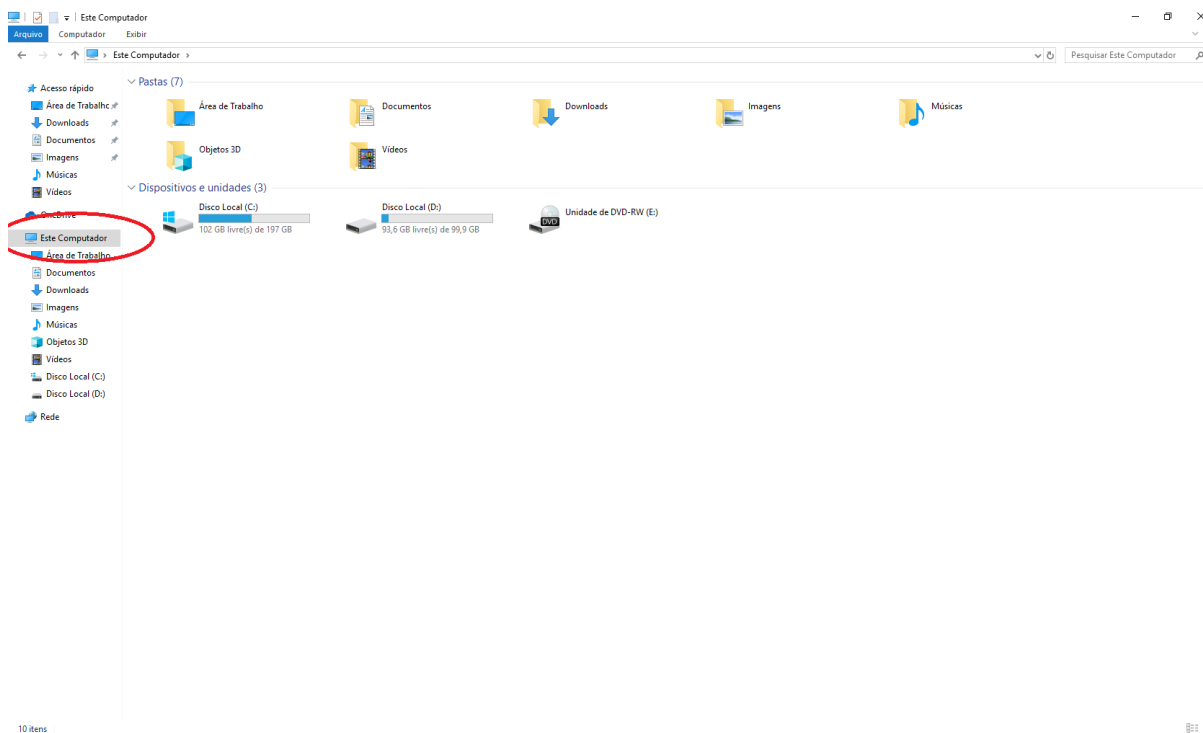 Este Computador
Arquivo Computador Exibir
Este Computador
Pesquisar Este Computador
Acesso rápido
Área de Trabalhc
Downloads
Documentos
Imagens
Músicas
Vídeos
OneDrive
Este Computador
Área de Trabalho
Documentos
Downloads
Imagens
Músicas
Objetos 3D
Vídeos
Disco Local (C:)
Disco Local (D:)
Rede
Pastas (7)
Área de Trabalho
Documentos
Downloads
Imagens
Músicas
Objetos 3D
Vídeos
Dispositivos e unidades (3)
Disco Local (C:)
102 GB livre(s) de 197 GB
Disco Local (D:)
93,6 GB livre(s) de 99,9 GB
DVD
Unidade de DVD-RW (E:)
10 itens